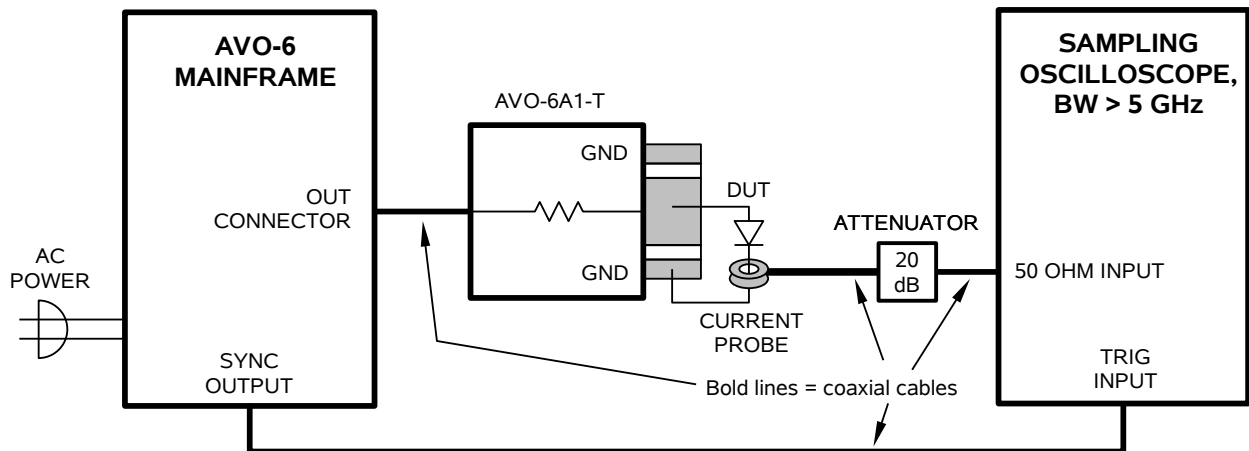 AVO-6
MAINFRAME
OUT
CONNECTOR
AC
POWER
SYNC
OUTPUT
AVO-6A1-T
GND
GND
DUT
CURRENT
PROBE
ATTENUATOR
20
dB
Bold lines = coaxial cables
SAMPLING
OSCILLOSCOPE,
BW > 5 GHz
50 OHM INPUT
TRIG
INPUT